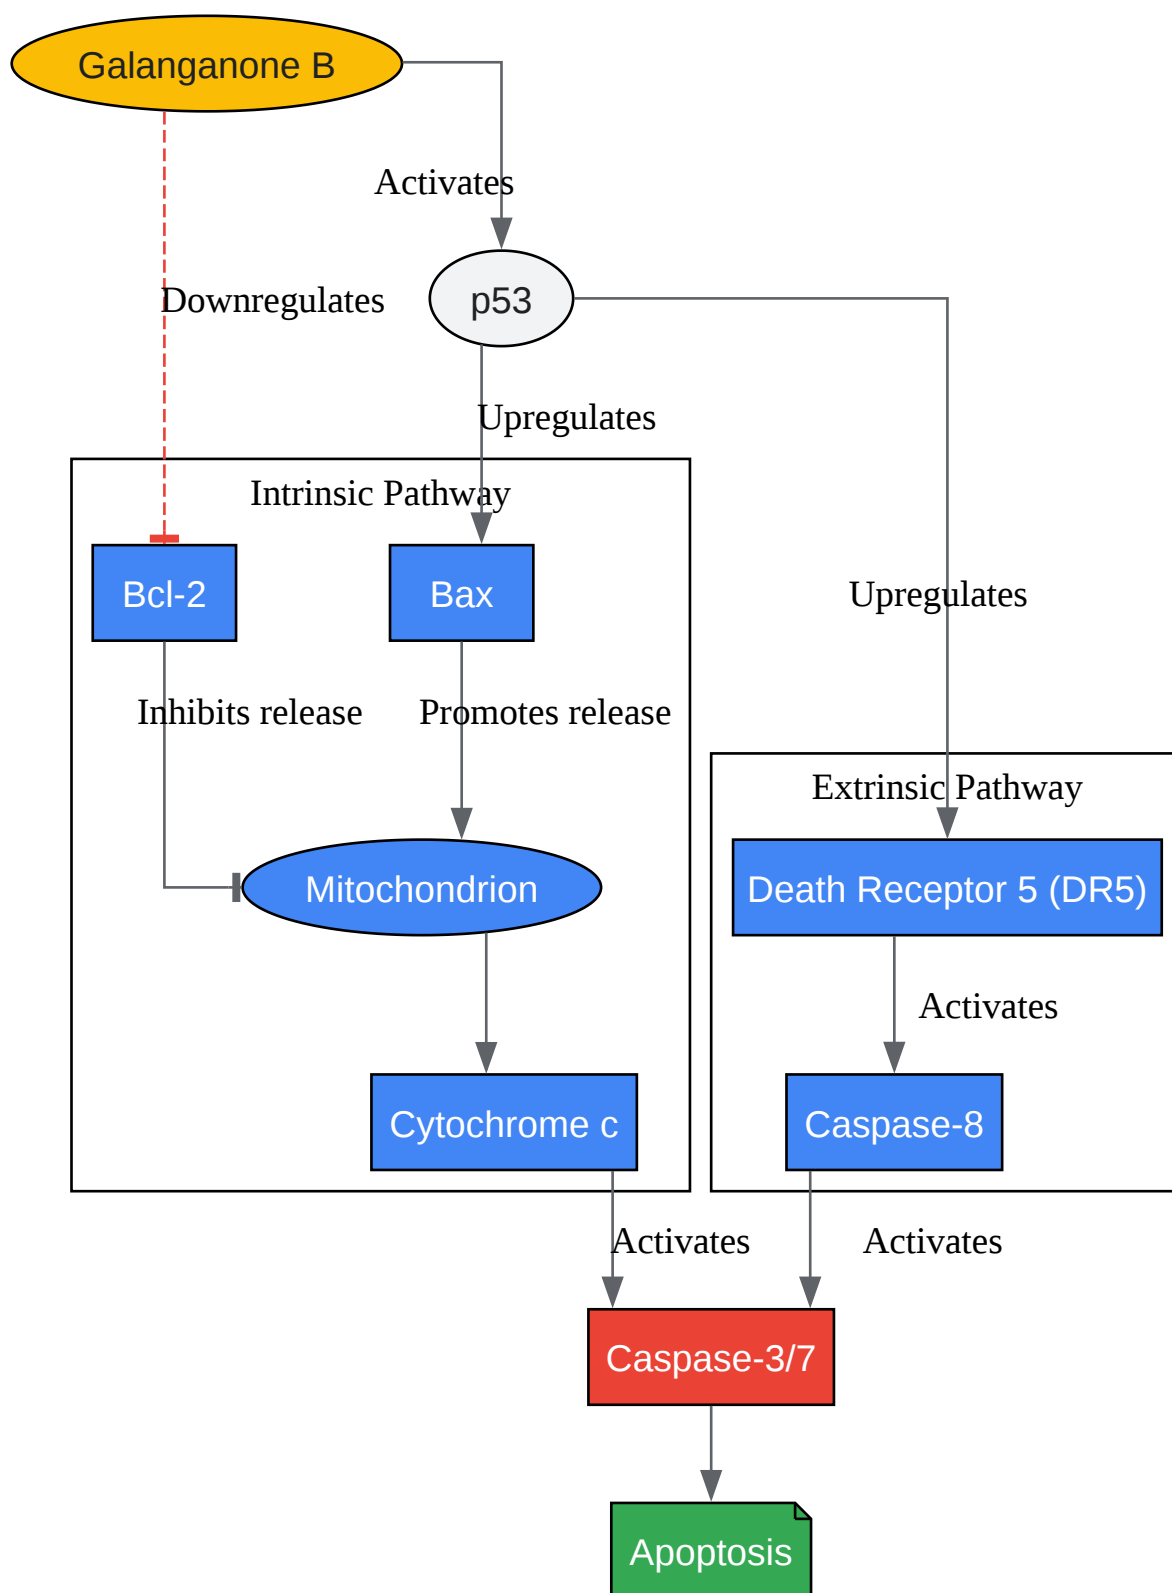 Galanganone B
Activates
Downregulates
p53
Upregulates
Intrinsic Pathway
Bcl-2
Bax
Upregulates
Inhibits release
Promotes release
Extrinsic Pathway
Mitochondrion
Death Receptor 5 (DR5)
Activates
Cytochrome c
Caspase-8
Activates
Activates
Caspase-3/7
Apoptosis